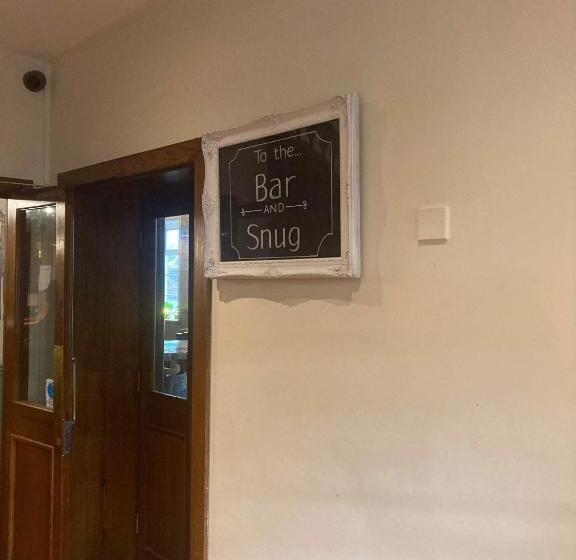 To the...
Bar
AND
Snug